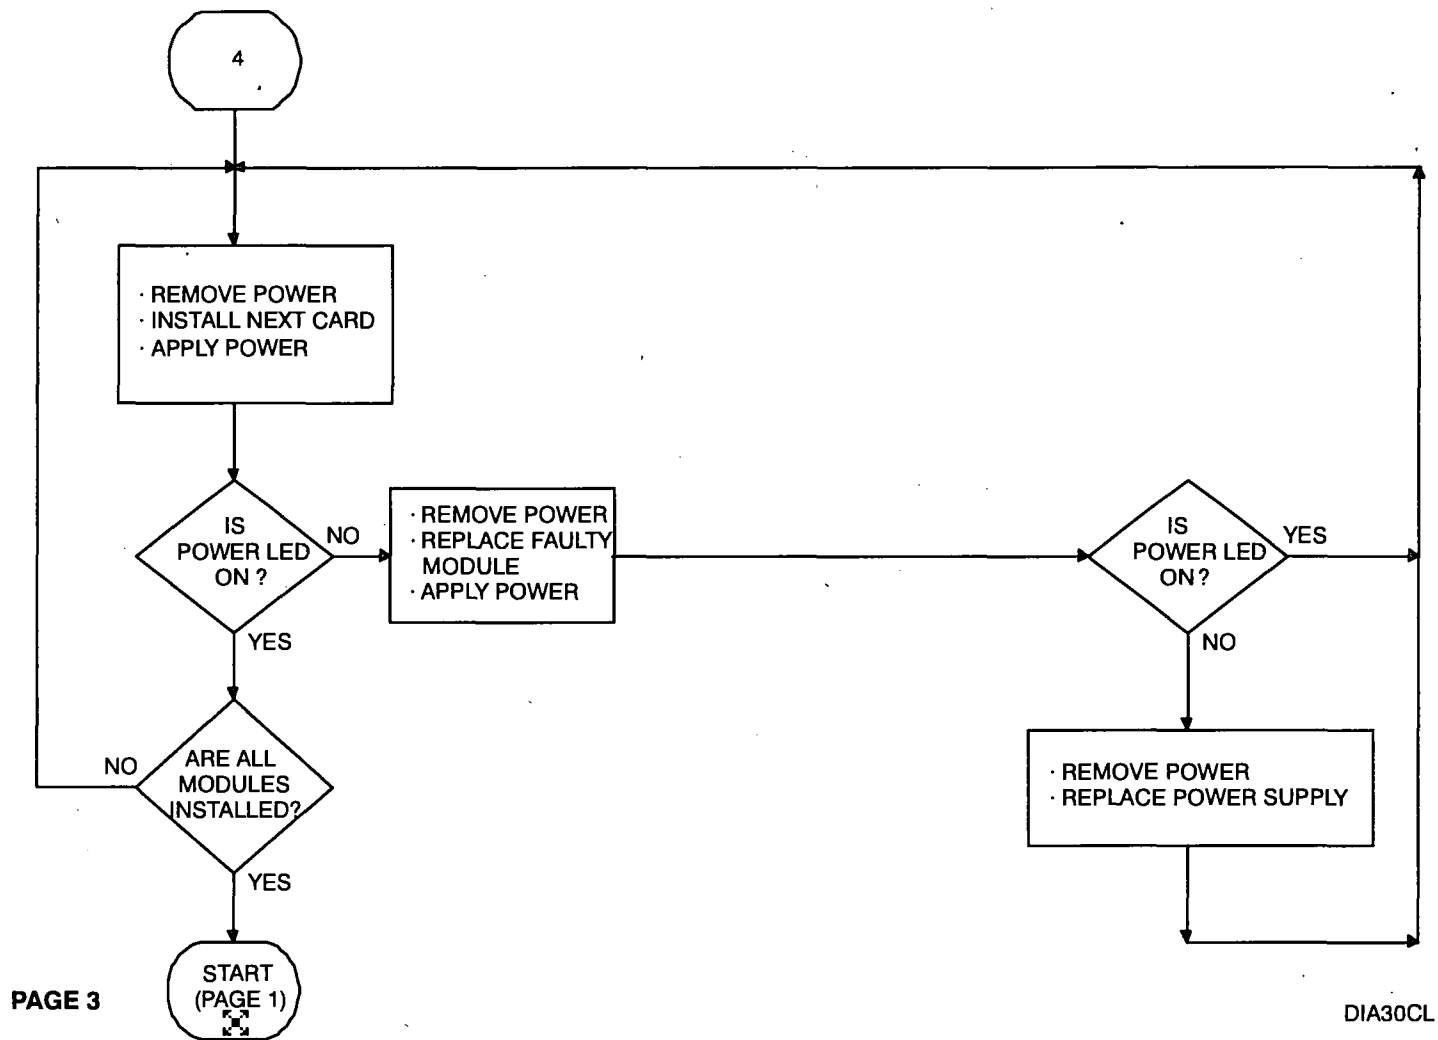 4
· REMOVE POWER
· INSTALL NEXT CARD
· APPLY POWER
IS
POWER LED
ON ?
NO
· REMOVE POWER
· REPLACE FAULTY
MODULE
· APPLY POWER
IS
POWER LED
ON ?
YES
YES
NO
ARE ALL
MODULES
INSTALLED?
NO
· REMOVE POWER
· REPLACE POWER SUPPLY
YES
START
(PAGE 1)
PAGE 3
DIA30CL